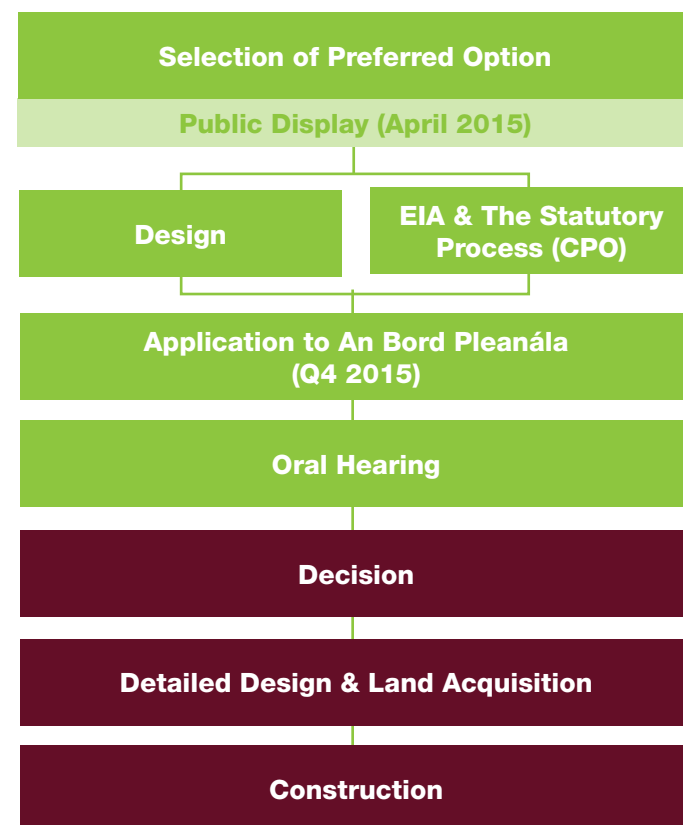 Selection of Preferred Option
Public Display (April 2015)
Design
EIA & The Statutory
Process (CPO)
Application to An Bord Pleanála
(Q4 2015)
Oral Hearing
Decision
Detailed Design & Land Acquisition
Construction